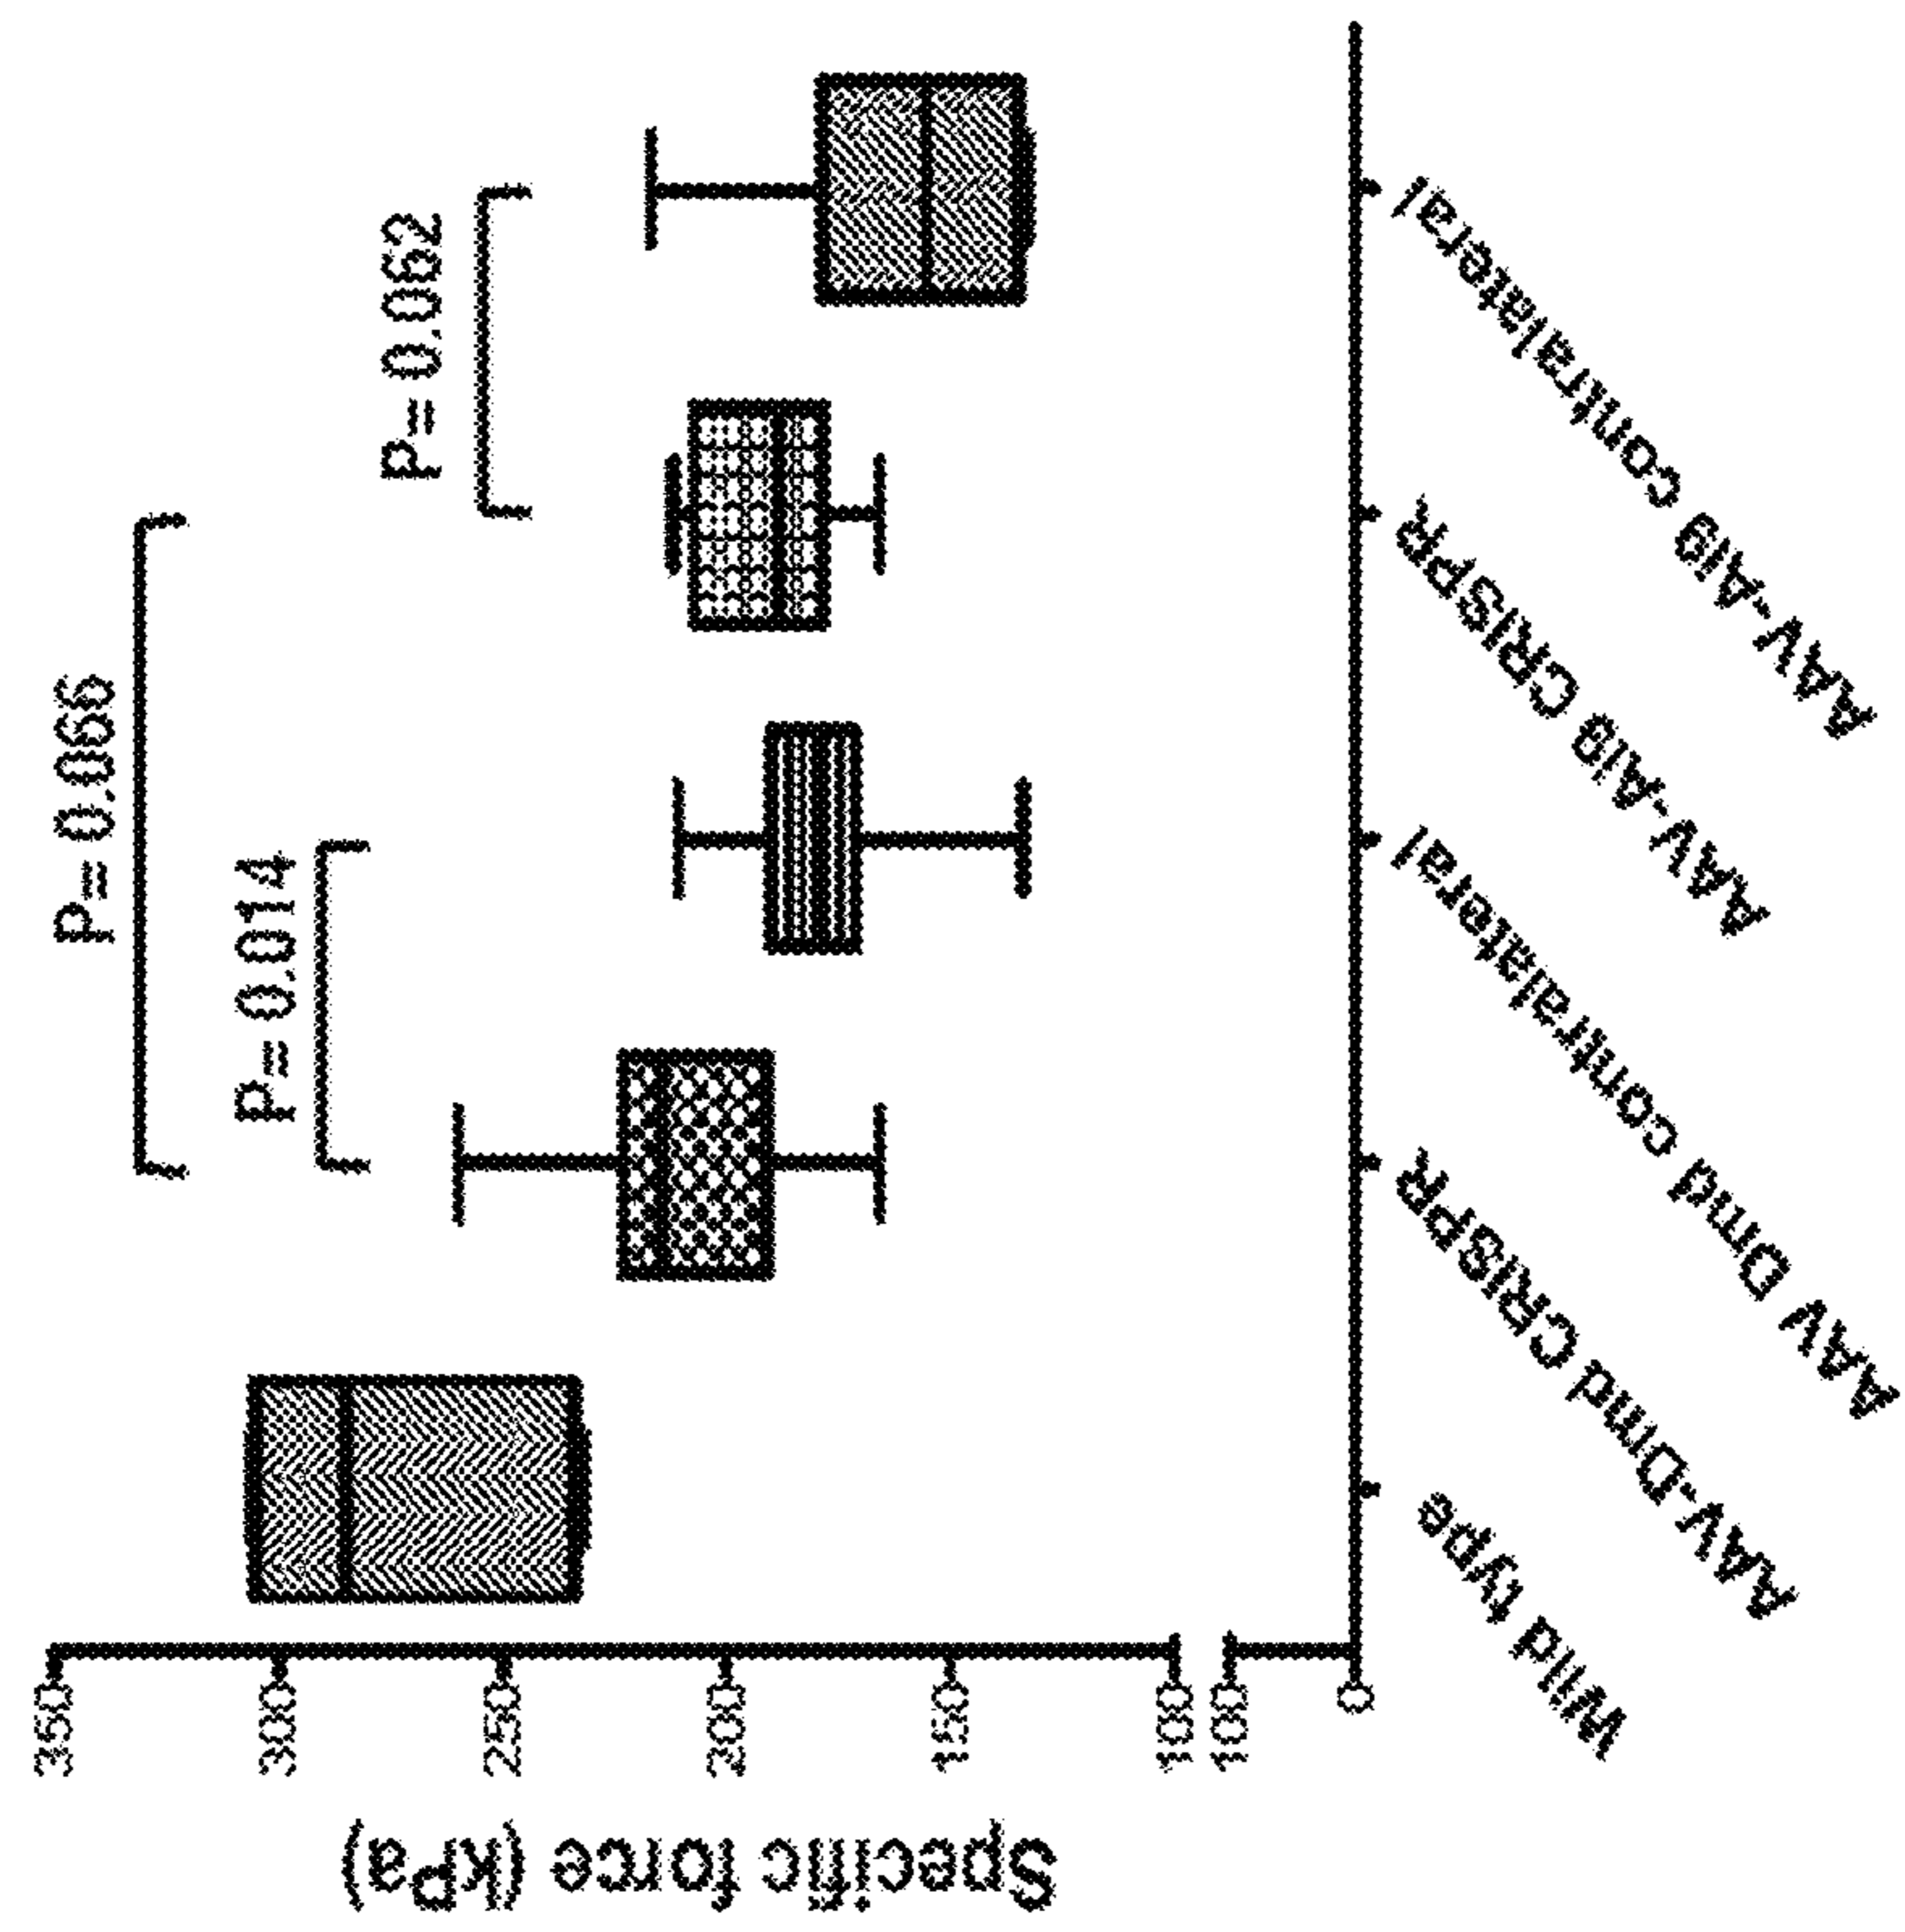 P= 0.066
P= 0.014
P= 0.062
350
300
250
200
150
100
100
0
Specific force (kPa)
Wild type
AAV-Dmd CRISPR
AAV Dmd contralateral
AAV-Ai9 CRISPR
AAV-Ai9 contralateral